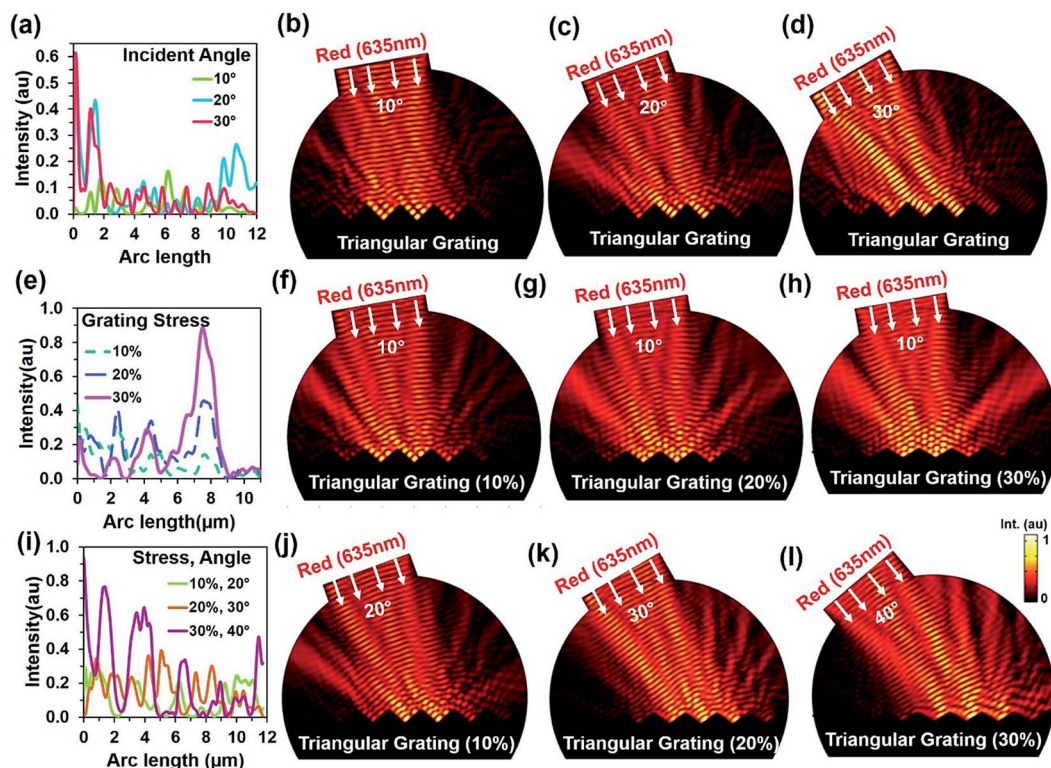 (a)
Intensity (au)
0.6
0.5
0.4
0.3
0.2
0.1
0.0
Incident Angle
10°
20°
30°
0 2 4 6 8 10 12
Arc length
(b)
Red (635nm)
10°
Triangular Grating
(c)
Red (635nm)
20°
Triangular Grating
(d)
Red (635nm)
30°
Triangular Grating
(e)
Intensity(au)
1.0
0.8
0.6
0.4
0.2
0.0
Grating Stress
10%
20%
30%
0 2 4 6 8 10
Arc length(μm)
(f)
Red (635nm)
10°
Triangular Grating (10%)
(g)
Red (635nm)
10°
Triangular Grating (20%)
(h)
Red (635nm)
10°
Triangular Grating (30%)
(i)
Intensity(au)
1.0
0.8
0.6
0.4
0.2
0.0
Stress, Angle
10%, 20°
20%, 30°
30%, 40°
0 2 4 6 8 10 12
Arc length (μm)
(j)
Red (635nm)
20°
Triangular Grating (10%)
(k)
Red (635nm)
30°
Triangular Grating (20%)
(l)
Red (635nm)
40°
Triangular Grating (30%)
Int. (au)
1
0